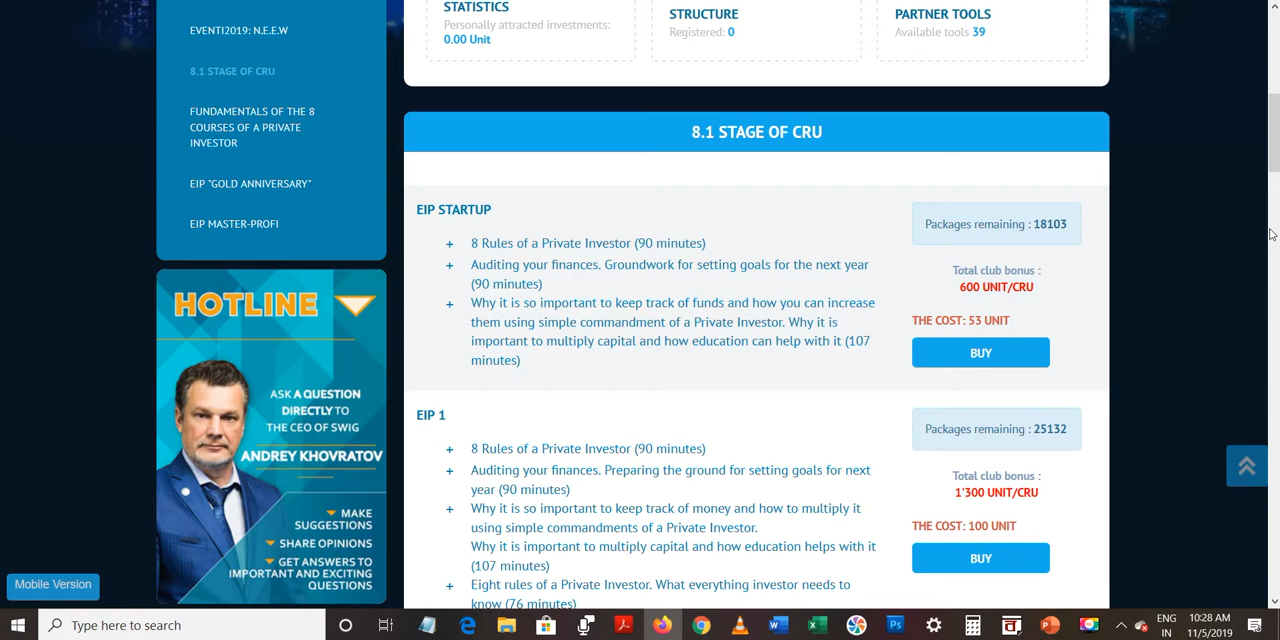 STATISTICS
Personally attracted investments:
0.00 Unit
STRUCTURE
Registered: 0
PARTNER TOOLS
Available tools 39
EVENTI2019: N.E.E.W
8.1 STAGE OF CRU
FUNDAMENTALS OF THE 8
COURSES OF A PRIVATE
INVESTOR
EIP "GOLD ANNIVERSARY"
EIP MASTER-PROFI
HOTLINE
ASK A QUESTION
DIRECTLY TO
THE CEO OF SWIG
ANDREY KHOVRATOV
MAKE
SUGGESTIONS
SHARE OPINIONS
GET ANSWERS TO
IMPORTANT AND EXCITING
QUESTIONS
8.1 STAGE OF CRU
EIP STARTUP
+ 8 Rules of a Private Investor (90 minutes)
+ Auditing your finances. Groundwork for setting goals for the next year
(90 minutes)
+ Why it is so important to keep track of funds and how you can increase
them using simple commandment of a Private Investor. Why it is
important to multiply capital and how education can help with it (107
minutes)
Packages remaining : 18103
Total club bonus :
600 UNIT/CRU
THE COST: 53 UNIT
BUY
EIP 1
+ 8 Rules of a Private Investor (90 minutes)
+ Auditing your finances. Preparing the ground for setting goals for next
year (90 minutes)
+ Why it is so important to keep track of money and how to multiply it
using simple commandments of a Private Investor.
Why it is important to multiply capital and how education helps with it
(107 minutes)
+ Eight rules of a Private Investor. What everything investor needs to
know (76 minutes)
Packages remaining : 25132
Total club bonus :
1'300 UNIT/CRU
THE COST: 100 UNIT
BUY
Mobile Version
Type here to search
ENG
IN
10:28 AM
11/5/2019